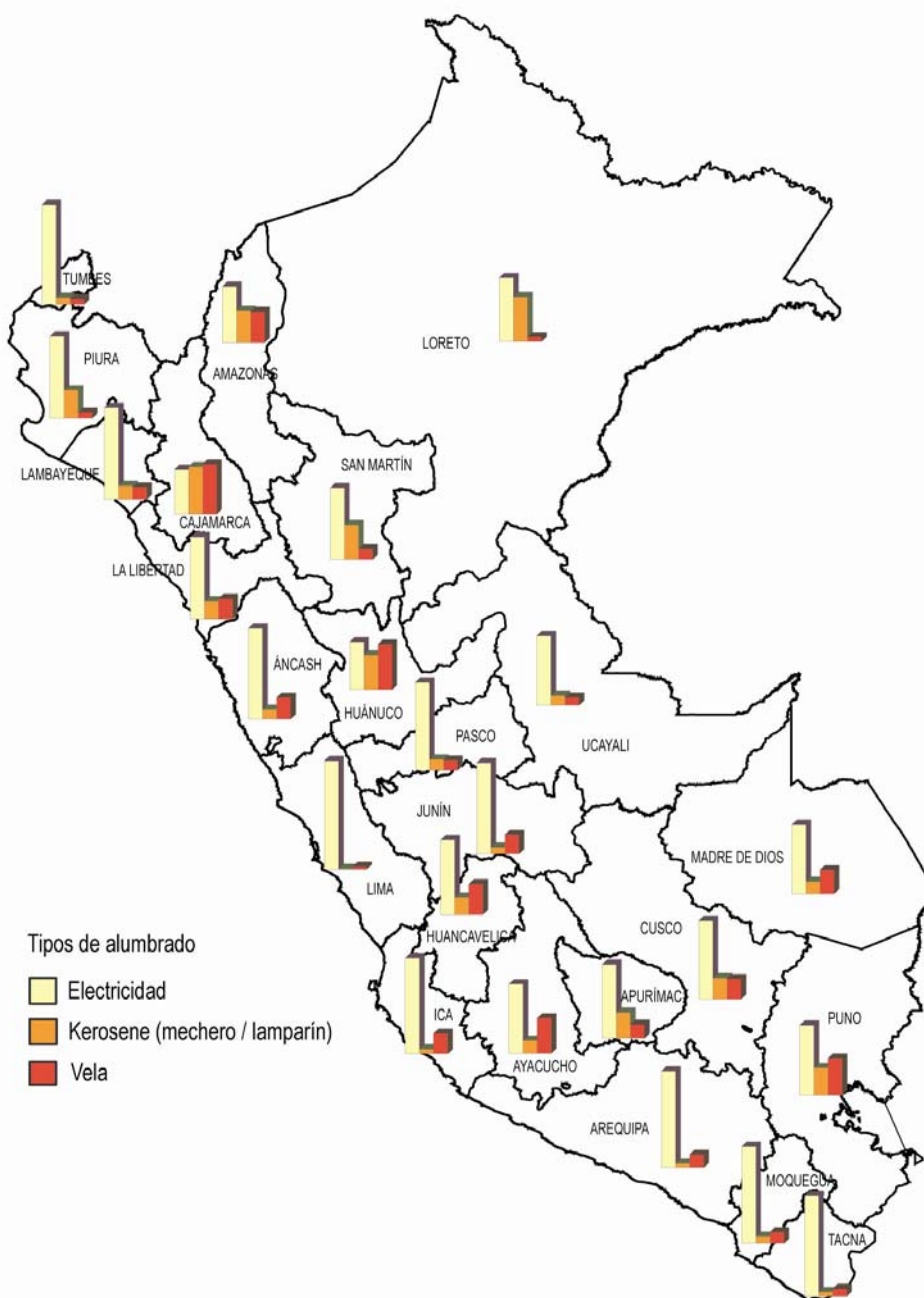 TUMBES
PIURA
AMAZONAS
LORETO
LAMBAYEQUE
SAN MARTÍN
CAJAMARCA
LA LIBERTAD
ÁNCASH
HUÁNUCO
PASCO
UCAYALI
JUNÍN
MADRE DE DIOS
LIMA
HUANCAVELICA
CUSCO
Tipos de alumbrado
Electricidad
Kerosene (mechero / lamparín)
Vela
ICA
APURÍMAC
PUNO
AYACUCHO
AREQUIPA
MOQUEGUA
TACNA